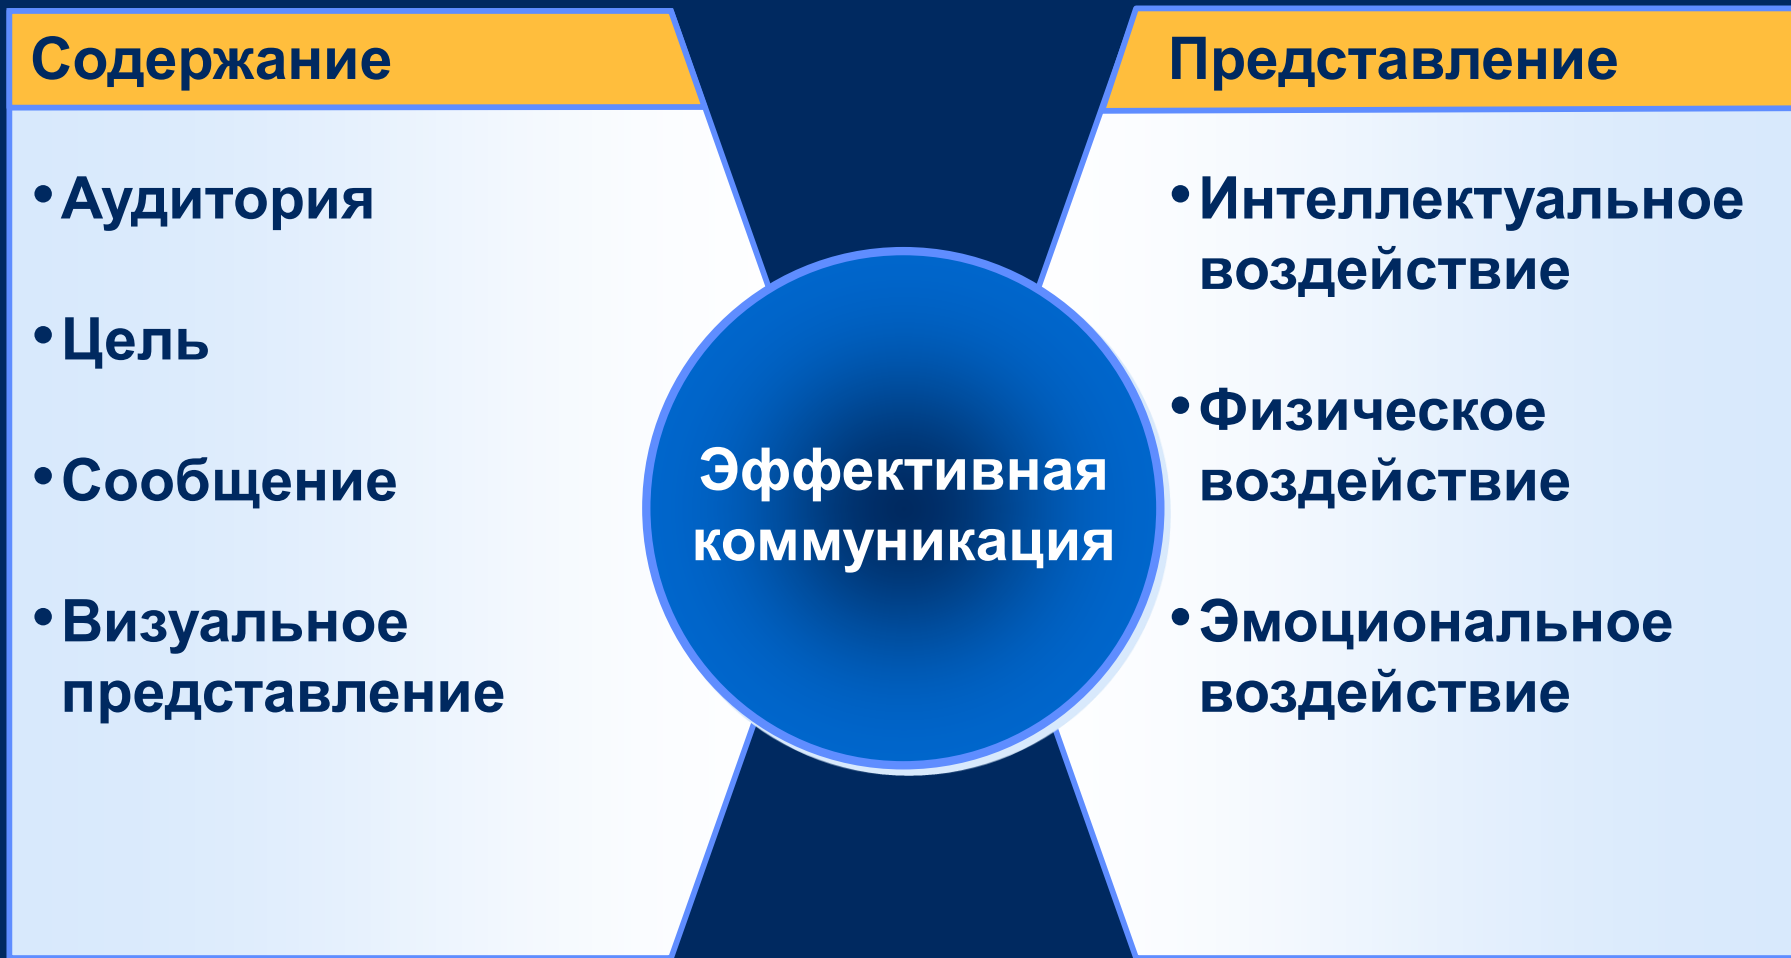 Содержание
•Аудитория
•Цель
•Сообщение
•Визуальное
представление
Эффективная
коммуникация
Представление
•Интеллектуальное
воздействие
•Физическое
воздействие
•Эмоциональное
воздействие